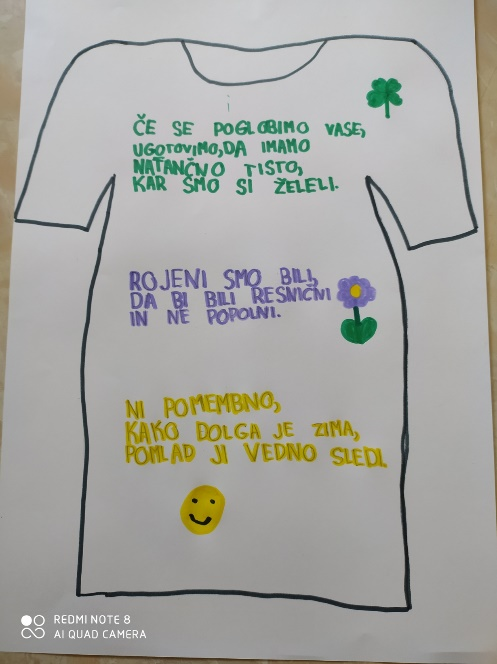 ČE SE POGLOBIMO VASE,
UGOTOVIMO, DA IMAMO
NATANČNO TISTO,
KAR SMO SI ŽELELI.
ROJENI SMO BILI,
DA BI BILI RESNIČNI
IN NE POPOLNI.
NI POMEMBNO,
KAKO DOLGA JE ZIMA,
POMLAD JI VEDNO SLEDI.
REDMI NOTE 8
AI QUAD CAMERA